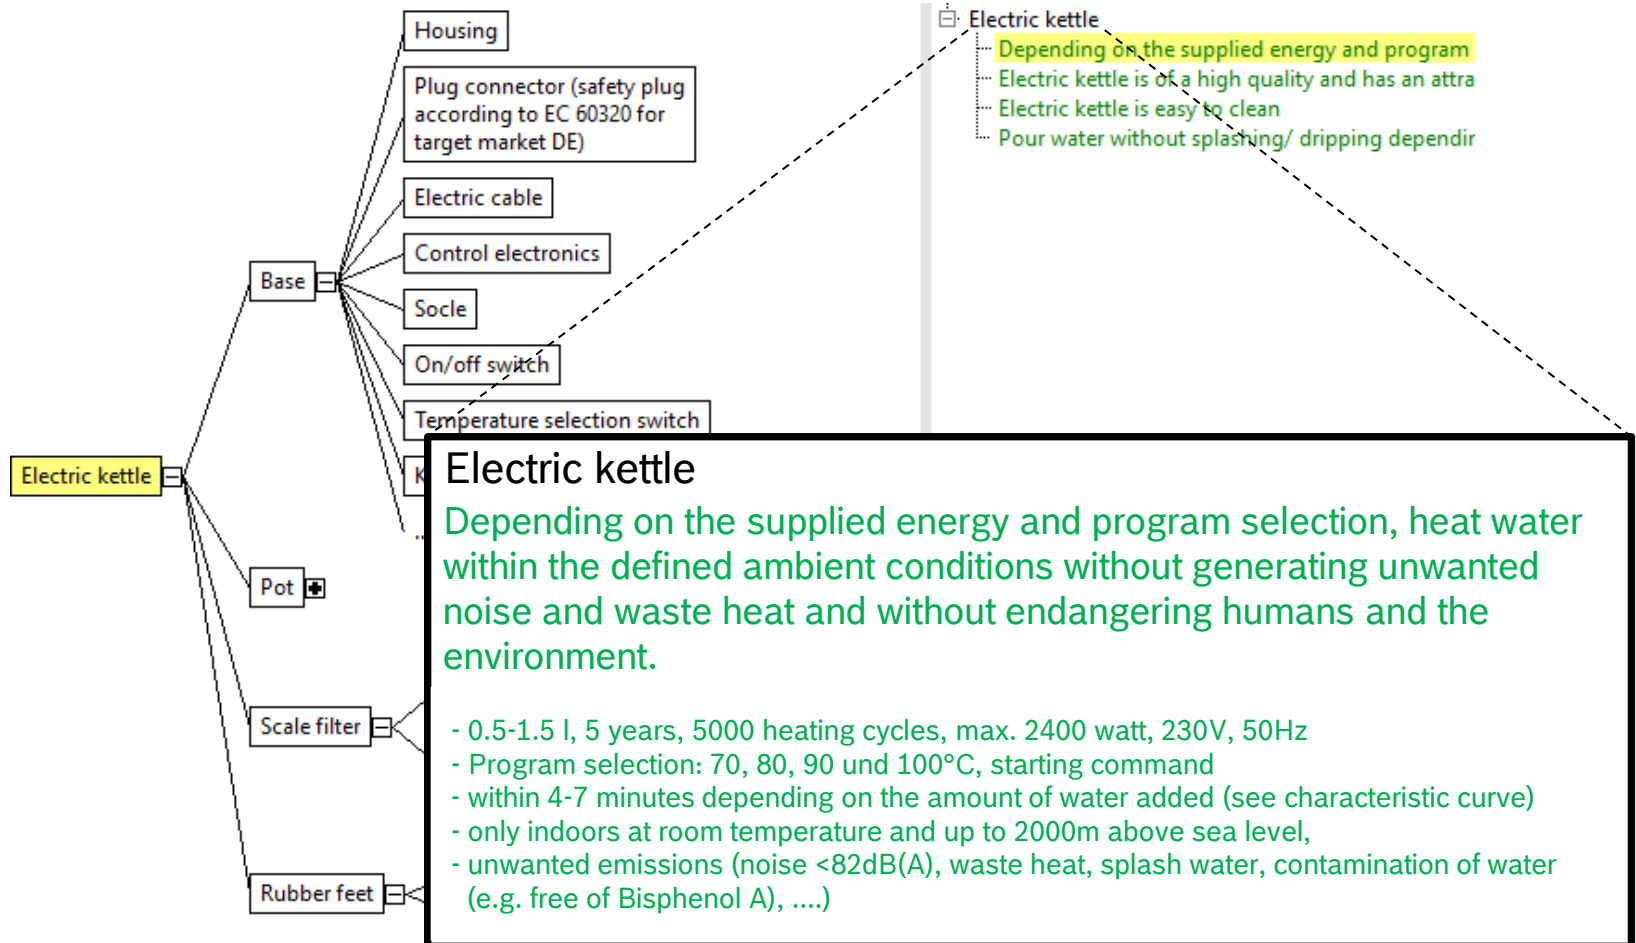 Housing
Plug connector (safety plug
according to EC 60320 for
target market DE)
Electric cable
Control electronics
Base
Socle
On/off switch
Temperature selection switch
K
..
Electric kettle
Pot
Scale filter
Rubber feet
Electric kettle
Depending on the supplied energy and program
Electric kettle is of a high quality and has an attra
Electric kettle is easy to clean
Pour water without splashing/ dripping dependin
Electric kettle
Depending on the supplied energy and program selection, heat water
within the defined ambient conditions without generating unwanted
noise and waste heat and without endangering humans and the
environment.
- 0.5-1.5 l, 5 years, 5000 heating cycles, max. 2400 watt, 230V, 50Hz
- Program selection: 70, 80, 90 und 100°C, starting command
- within 4-7 minutes depending on the amount of water added (see characteristic curve)
- only indoors at room temperature and up to 2000m above sea level,
- unwanted emissions (noise <82dB(A), waste heat, splash water, contamination of water
(e.g. free of Bisphenol A), ....)